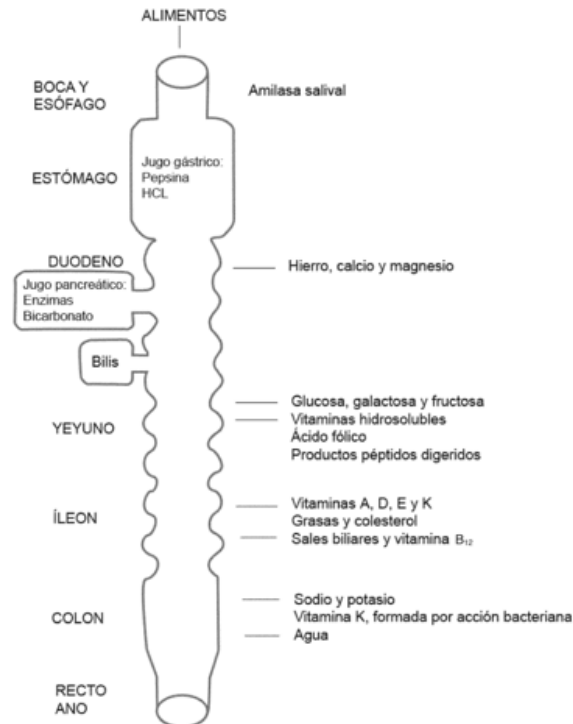 ALIMENTOS
BOCA Y
ESÓFAGO
Amilasa salival
ESTÓMAGO
Jugo gástrico:
Pepsina
HCL
DUODENO
Hierro, calcio y magnesio
Jugo pancreático:
Enzimas
Bicarbonato
Bilis
YEYUNO
Glucosa, galactosa y fructosa
Vitaminas hidrosolubles
Ácido fólico
Productos péptidos digeridos
ÍLEON
Vitaminas A, D, E y K
Grasas y colesterol
Sales biliares y vitamina B₁₂
COLON
Sodio y potasio
Vitamina K, formada por acción bacteriana
Agua
RECTO
ANO